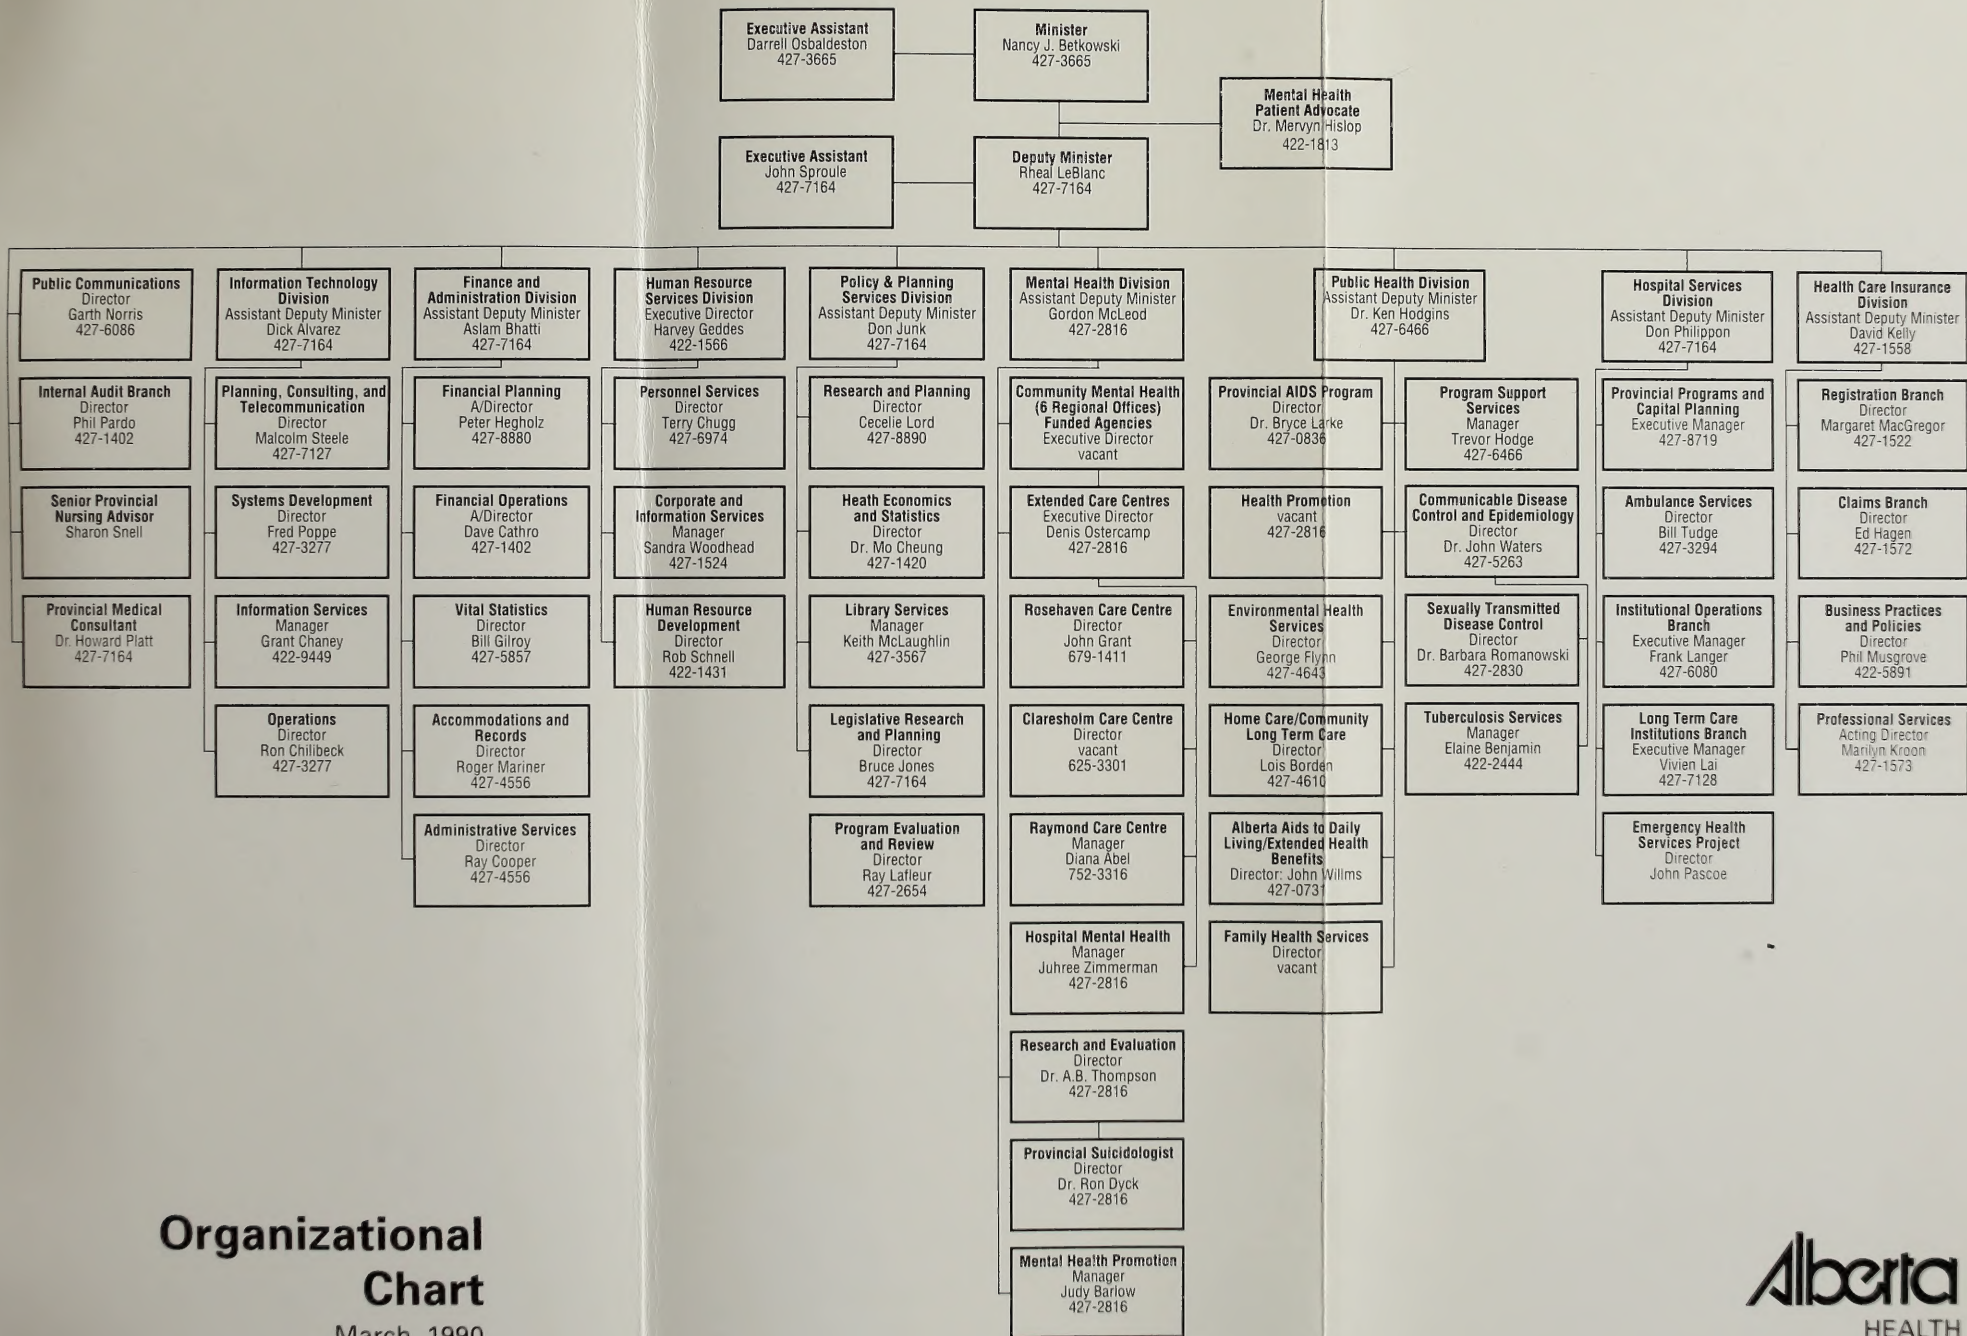 Executive Assistant
Darrell Osbaldeston
427-3665
Minister
Nancy J. Betkowski
427-3665
Mental Health
Patient Advocate
Dr. Mervyn Hislop
422-1813
Executive Assistant
John Sproule
427-7164
Deputy Minister
Rheal LeBlanc
427-7164
Public Communications
Director
Garth Norris
427-6086
Information Technology
Division
Assistant Deputy Minister
Dick Alvarez
427-7164
Finance and
Administration Division
Assistant Deputy Minister
Aslam Bhatti
427-7164
Human Resource
Services Division
Executive Director
Harvey Geddes
422-1566
Policy & Planning
Services Division
Assistant Deputy Minister
Don Junk
427-7164
Mental Health Division
Assistant Deputy Minister
Gordon McLeod
427-2816
Public Health Division
Assistant Deputy Minister
Dr. Ken Hodgins
427-6466
Hospital Services
Division
Assistant Deputy Minister
Don Philippon
427-7164
Health Care Insurance
Division
Assistant Deputy Minister
David Kelly
427-1558
Internal Audit Branch
Director
Phil Pardo
427-1402
Planning, Consulting, and
Telecommunication
Director
Malcolm Steele
427-7127
Financial Planning
A/Director
Peter Hegholz
427-8880
Personnel Services
Director
Terry Chugg
427-6974
Research and Planning
Director
Cecelie Lord
427-8890
Community Mental Health
(6 Regional Offices)
Funded Agencies
Executive Director
vacant
Provincial AIDS Program
Director
Dr. Bryce Larke
427-0836
Program Support
Services
Manager
Trevor Hodge
427-6466
Provincial Programs and
Capital Planning
Executive Manager
427-8719
Registration Branch
Director
Margaret MacGregor
427-1522
Senior Provincial
Nursing Advisor
Sharon Snell
Systems Development
Director
Fred Poppe
427-3277
Financial Operations
A/Director
Dave Cathro
427-1402
Corporate and
Information Services
Manager
Sandra Woodhead
427-1524
Heath Economics
and Statistics
Director
Dr. Mo Cheung
427-1420
Extended Care Centres
Executive Director
Denis Ostercamp
427-2816
Health Promotion
vacant
427-2816
Communicable Disease
Control and Epidemiology
Director
Dr. John Waters
427-5263
Ambulance Services
Director
Bill Tudge
427-3294
Claims Branch
Director
Ed Hagen
427-1572
Provincial Medical
Consultant
Dr. Howard Platt
427-7164
Information Services
Manager
Grant Chaney
422-9449
Vital Statistics
Director
Bill Gilroy
427-5857
Human Resource
Development
Director
Rob Schnell
422-1431
Library Services
Manager
Keith McLaughlin
427-3567
Rosehaven Care Centre
Director
John Grant
679-1411
Environmental Health
Services
Director
George Flynn
427-4643
Sexually Transmitted
Disease Control
Director
Dr. Barbara Romanowski
427-2830
Institutional Operations
Branch
Executive Manager
Frank Langer
427-6080
Business Practices
and Policies
Director
Phil Musgrove
422-5891
Operations
Director
Ron Chilibeck
427-3277
Accommodations and
Records
Director
Roger Mariner
427-4556
Legislative Research
and Planning
Director
Bruce Jones
427-7164
Claresholm Care Centre
Director
vacant
625-3301
Home Care/Community
Long Term Care
Director
Lois Borden
427-4610
Tuberculosis Services
Manager
Elaine Benjamin
422-2444
Long Term Care
Institutions Branch
Executive Manager
Vivien Lai
427-7128
Professional Services
Acting Director
Marilyn Kroon
427-1573
Administrative Services
Director
Ray Cooper
427-4556
Program Evaluation
and Review
Director
Ray Lafleur
427-2654
Raymond Care Centre
Manager
Diana Abel
752-3316
Alberta Aids to Daily
Living/Extended Health
Benefits
Director: John Willms
427-0731
Emergency Health
Services Project
Director
John Pascoe
Hospital Mental Health
Manager
Juhree Zimmerman
427-2816
Family Health Services
Director
vacant
Research and Evaluation
Director
Dr. A.B. Thompson
427-2816
Provincial Suicidologist
Director
Dr. Ron Dyck
427-2816
Mental Health Promotion
Manager
Judy Barlow
427-2816
Organizational
Chart
March, 1990
Alberta
HEALTH